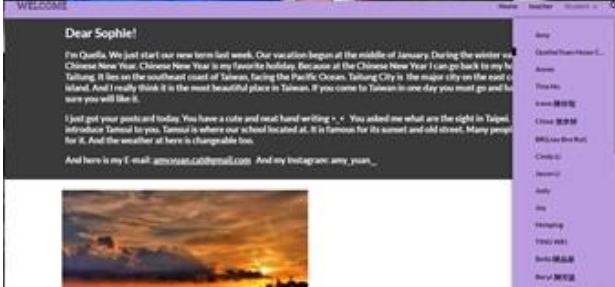 WELCOME
Home teacher Student
Dear Sophie!
I'm Quella. We just start our new term last week. Our vacation begun at the middle of January. During the winter
Chinese New Year. Chinese New Year is my favorite holiday. Because at the Chinese New Year I can go back to my
Taitung. It lies on the southeast coast of Taiwan, facing the Pacific Ocean. Taitung City is the major city on the east
island. And I really think it is the most beautiful place in Taiwan. If you come to Taiwan in one day you must go and
sure you will like it.
I just got your postcard today. You have a cute and neat hand writing >_< You asked me what are the sight in Taipei.
introduce Tamsui to you. Tamsui is where our school located at. It is famous for its sunset and old street. Many
for it. And the weather at here is changeable too.
And here is my E-mail: amyyuan.cat@gmail.com And my Instagram: amy_yuan_
Amy
Annie
Tina Ho
Irene
Chloe
Cindy Li
Jason Li
Judy
Joy
TING WEI
Bella
Beryl